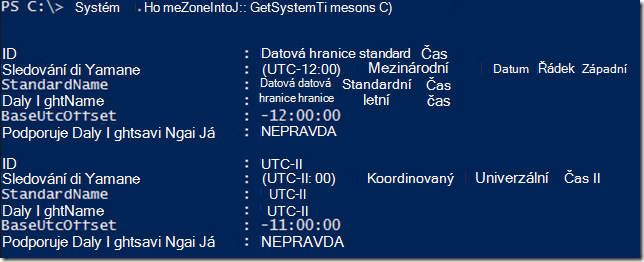 PS C:\> Systém .Ho meZoneIntoJ:: GetSystemTi mesons C)
ID : Datová hranice standard Čas
Sledování di Yamane : (UTC-12:00) Mezinárodní Datum Řádek Západní
StandardName : Datová datová Standardní Čas
Daly I ghtName : hranice hranice letní čas
BaseUtcOffset : -12:00:00
Podporuje Daly I ghtsavi Ngai Já : NEPRAVDA
ID : UTC-II
Sledování di Yamane : (UTC-II: 00) Koordinovaný Univerzální Čas II
StandardName : UTC-II
Daly I ghtName : UTC-II
BaseUtcOffset : -11:00:00
Podporuje Daly I ghtsavi Ngai Já : NEPRAVDA